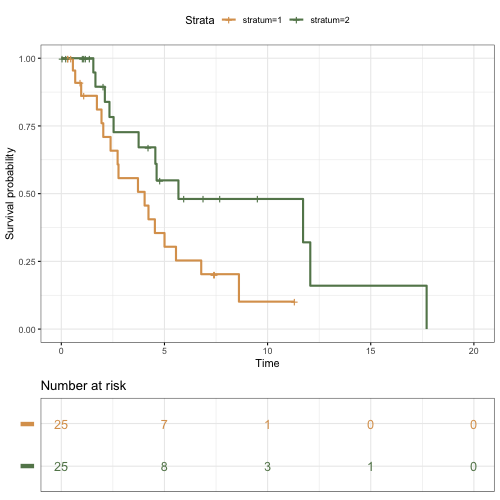 Strata stratum=1 stratum=2
Survival probability
1.00
0.75
0.50
0.25
0.00
0 5 10 15 20
Time
Number at risk
25 7 1 0 0
25 8 3 1 0